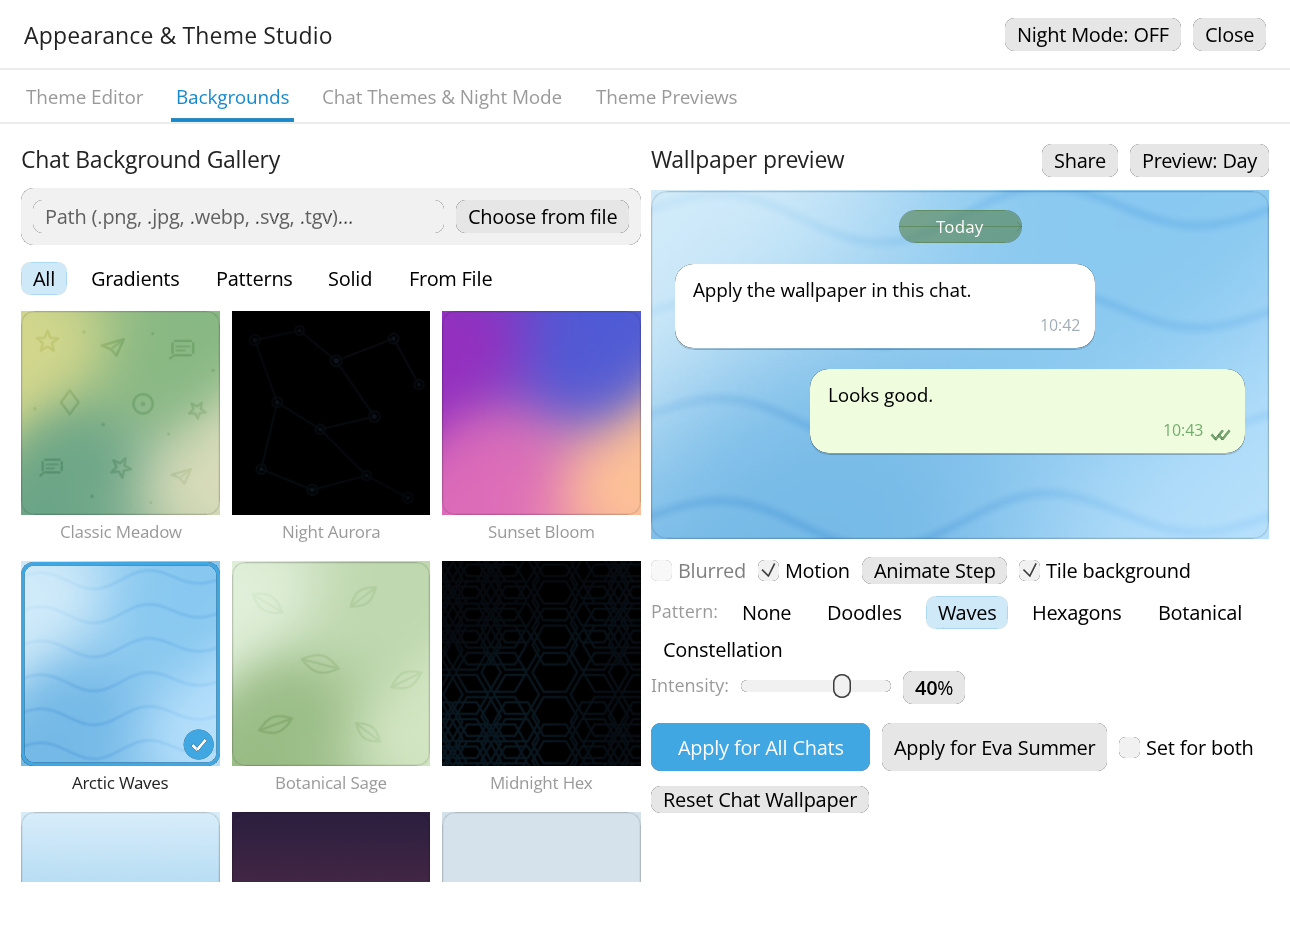 Appearance & Theme Studio
Night Mode: OFF
Close
Theme Editor
Backgrounds
Chat Themes & Night Mode
Theme Previews
Chat Background Gallery
Path (.png, .jpg, .webp, .svg, .tgv)...
Choose from file
All
Gradients
Patterns
Solid
From File
Classic Meadow
Night Aurora
Sunset Bloom
Arctic Waves
Botanical Sage
Midnight Hex
Wallpaper preview
Share
Preview: Day
Today
Apply the wallpaper in this chat.
10:42
Looks good.
10:43
Blurred
Motion
Animate Step
Tile background
Pattern:
None
Doodles
Waves
Hexagons
Botanical
Constellation
Intensity:
40%
Apply for All Chats
Apply for Eva Summer
Set for both
Reset Chat Wallpaper